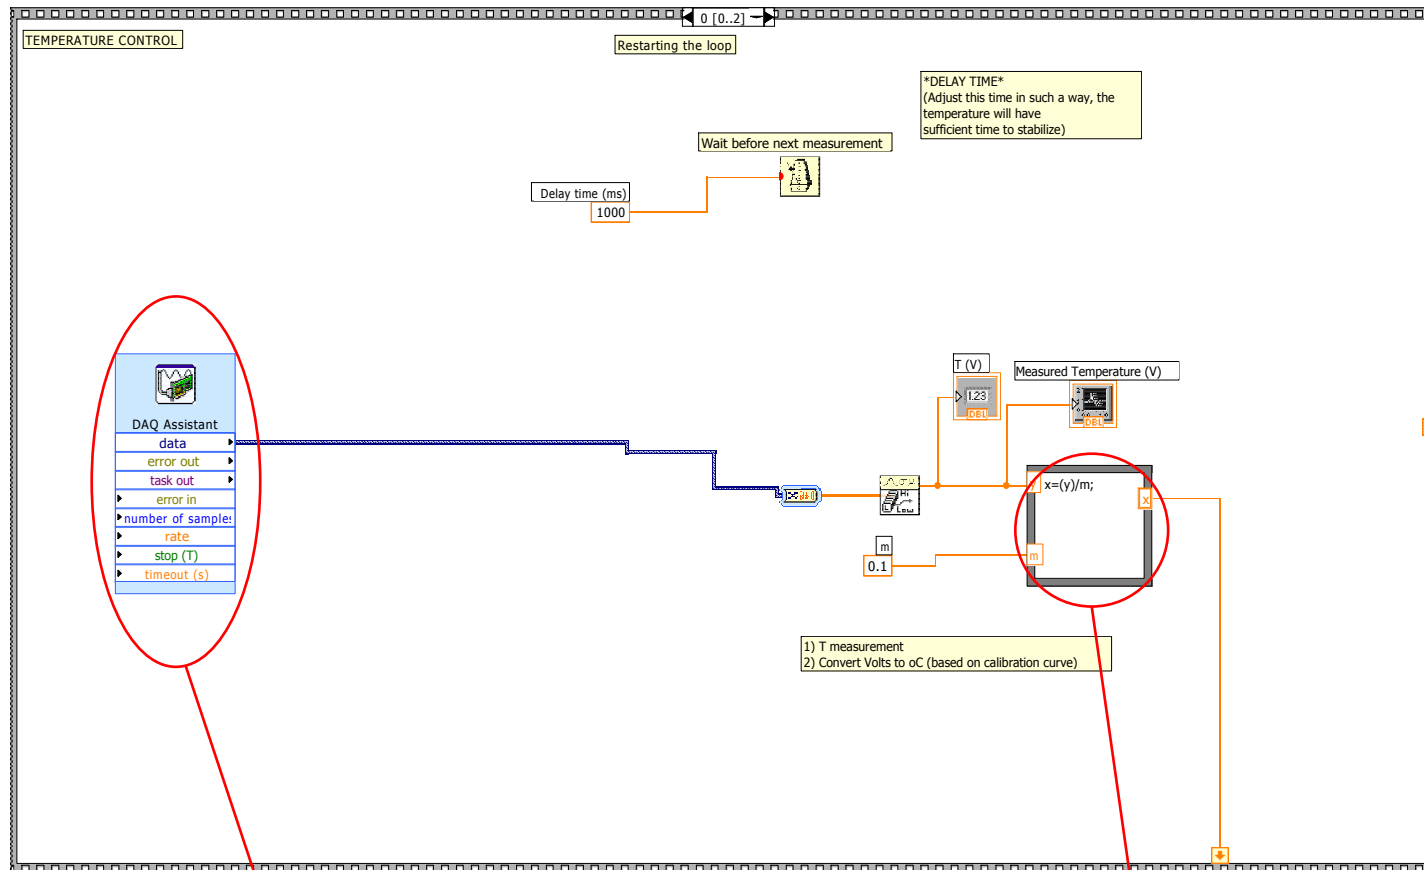 0 [0..2]
TEMPERATURE CONTROL
Restarting the loop
*DELAY TIME*
(Adjust this time in such a way, the
temperature will have
sufficient time to stabilize)
Wait before next measurement
Delay time (ms)
1000
DAQ Assistant
data
error out
task out
error in
number of samples
rate
stop (T)
timeout (s)
T (V)
1.23
DBL
Measured Temperature (V)
DBL
Hi
Low
y
x=(y)/m;
x
m
0.1
m
1) T measurement
2) Convert Volts to oC (based on calibration curve)